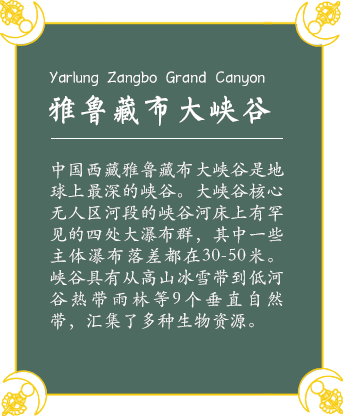 Yarlung Zangbo Grand Canyon
雅鲁藏布大峡谷
中国西藏雅鲁藏布大峡谷是地
球上最深的峡谷。大峡谷核心
无人区河段的峡谷河床上有罕
见的四处大瀑布群，其中一些
主体瀑布落差都在30-50米。
峡谷具有从高山冰雪带到低河
谷热带雨林等9个垂直自然
带，汇集了多种生物资源。